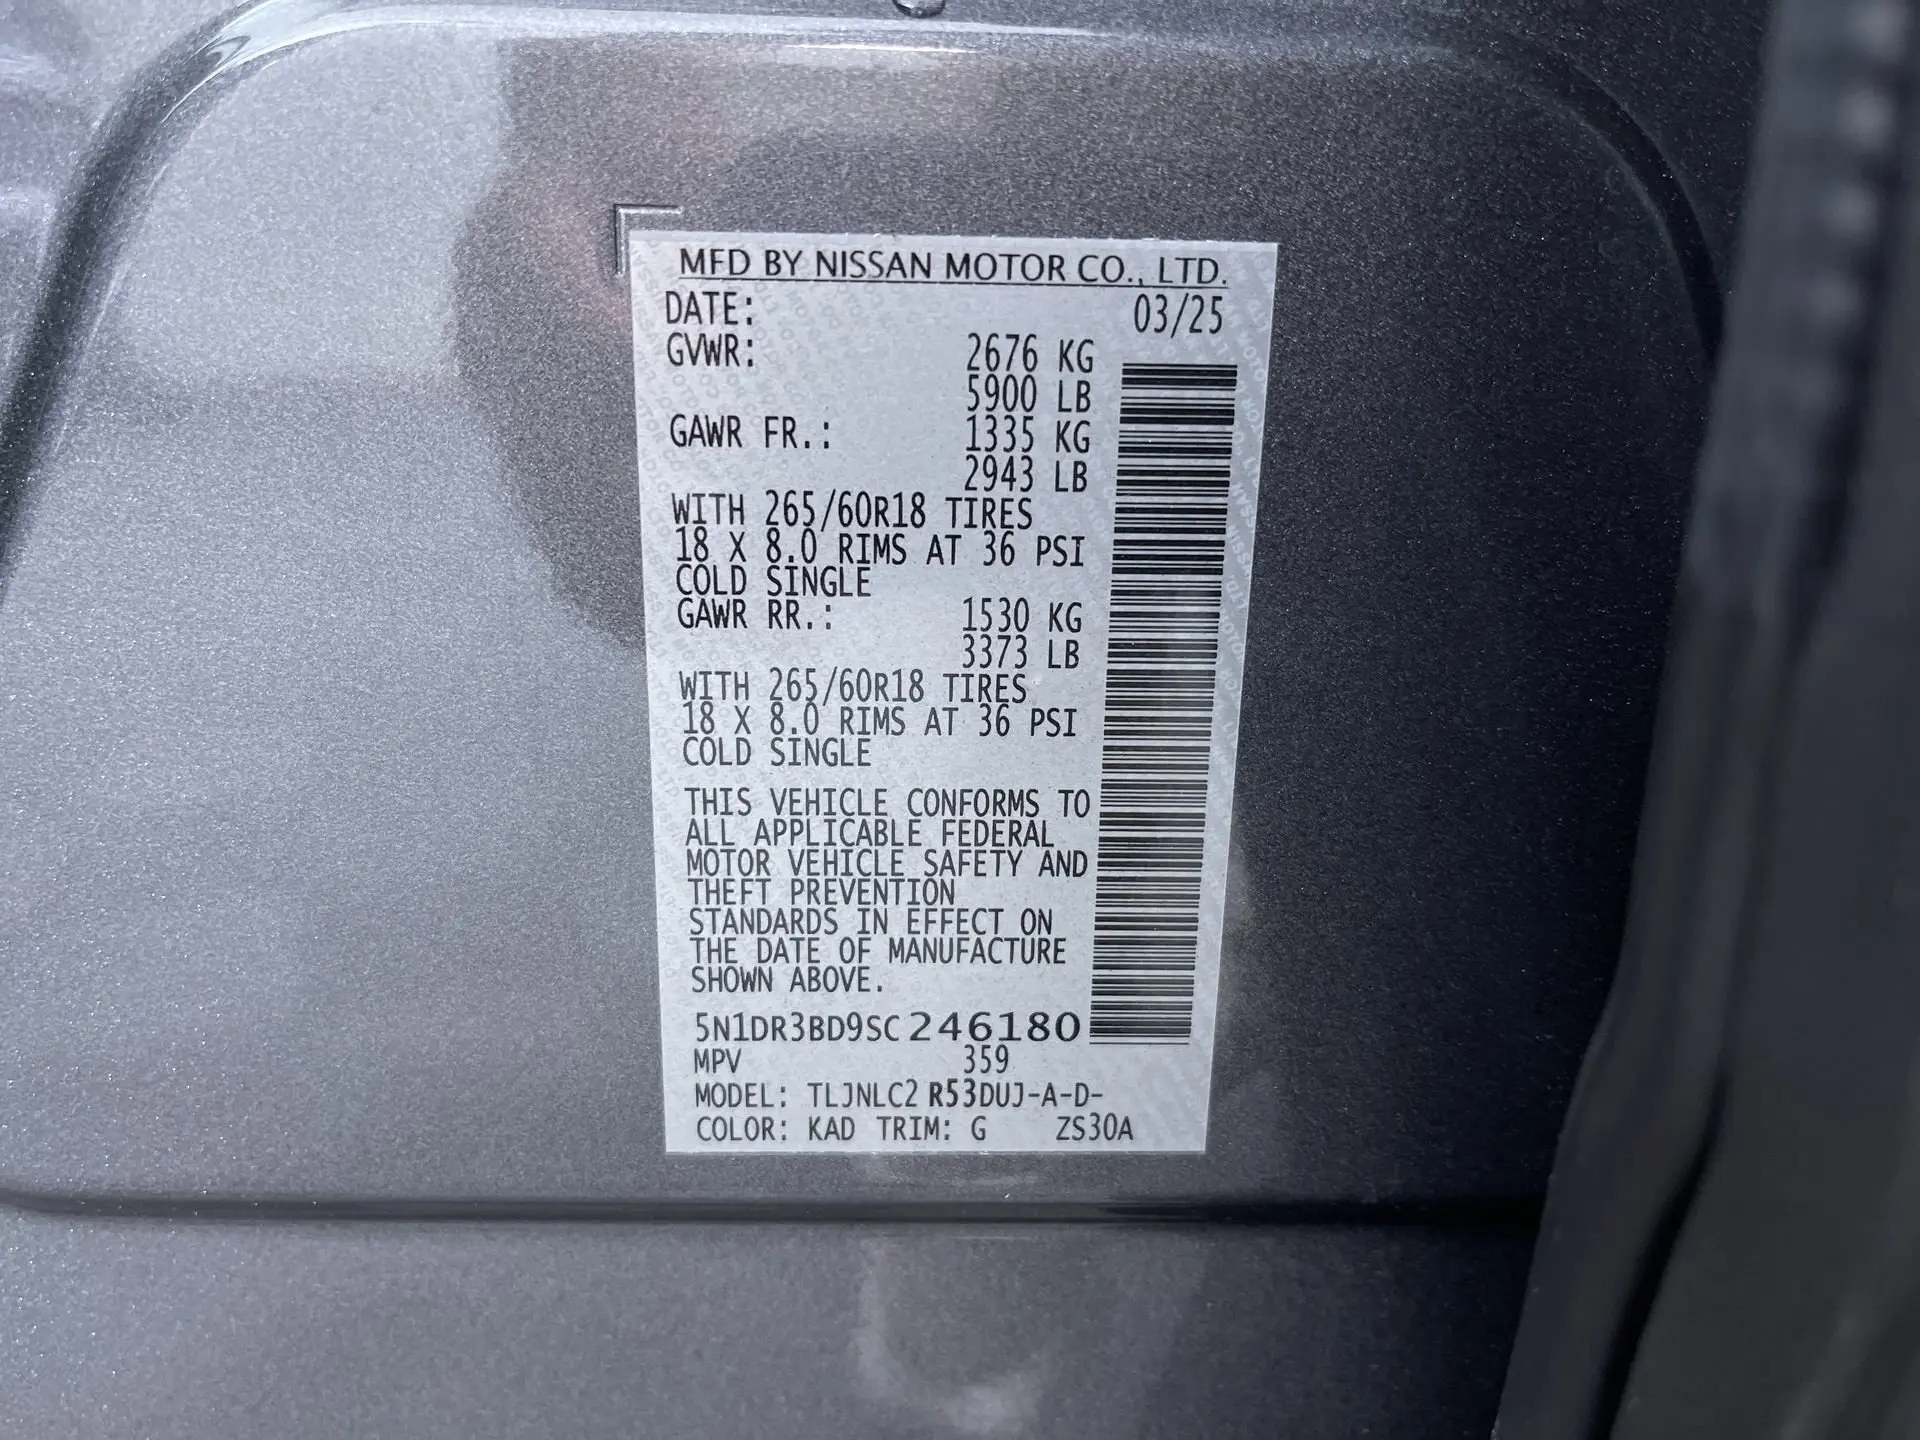 MFD BY NISSAN MOTOR CO., LTD.
DATE: 03/25
GVWR: 2676 KG
5900 LB
GAWR FR.: 1335 KG
2943 LB
WITH 265/60R18 TIRES
18 X 8.0 RIMS AT 36 PSI
COLD SINGLE
GAWR RR.: 1530 KG
3373 LB
WITH 265/60R18 TIRES
18 X 8.0 RIMS AT 36 PSI
COLD SINGLE
THIS VEHICLE CONFORMS TO
ALL APPLICABLE FEDERAL
MOTOR VEHICLE SAFETY AND
THEFT PREVENTION
STANDARDS IN EFFECT ON
THE DATE OF MANUFACTURE
SHOWN ABOVE.
5N1DR3BD9SC246180
MPV 359
MODEL: TLJNLC2 R53DUJ-A-D-
COLOR: KAD TRIM: G ZS30A